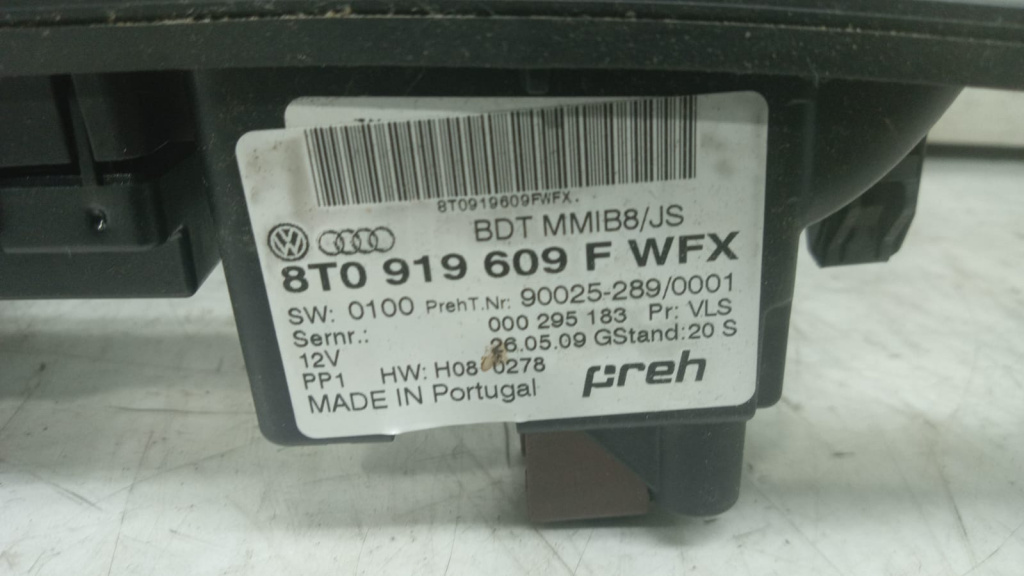 8T0919609FWFX.
BDT MMIB8/JS
8T0 919 609 F WFX
SW: 0100 PrehT.Nr: 90025-289/0001
Sernr.: 000 295 183 Pr: VLS
12V 26.05.09 GStand:20 S
PP1 HW: H08 0278
preh
MADE IN Portugal